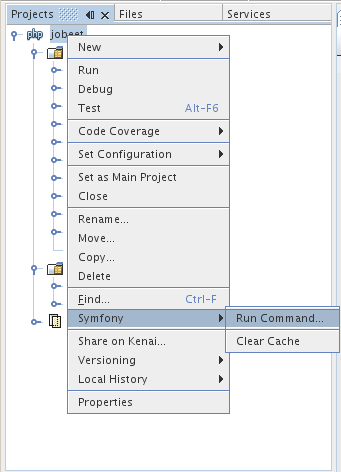 Projects Files Services
php jobeet
New
Run
Debug
Test Alt-F6
Code Coverage
Set Configuration
Set as Main Project
Close
Rename...
Move...
Copy...
Delete
Find... Ctrl-F
Symfony Run Command...
Share on Kenai... Clear Cache
Versioning
Local History
Properties